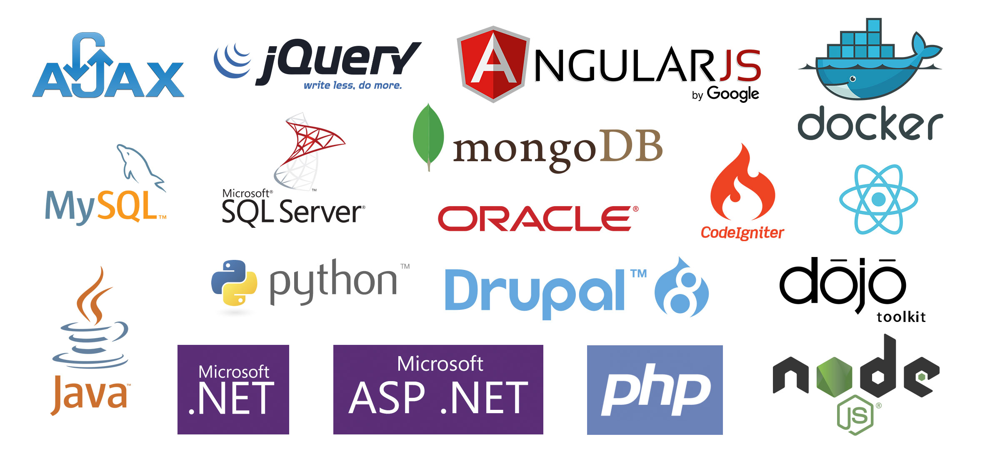 AJAX
jQuery
write less, do more.
ANGULARJS
by Google
docker
mongoDB
MySQL™
Microsoft®
™
SQL Server®
ORACLE®
CodeIgniter
python™
Drupal™ 8
dōjō
toolkit
Java™
Microsoft
.NET
Microsoft
ASP .NET
php
node
JS®